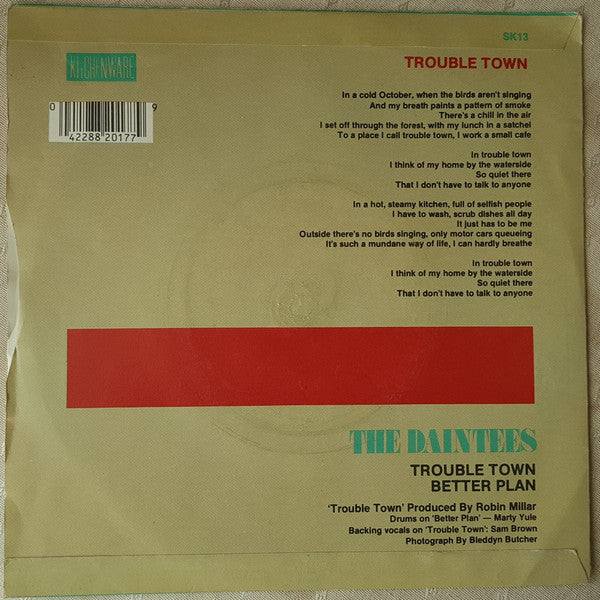 SK13
KITCHENWARE
TROUBLE TOWN
0 42288 20177 9
In a cold October, when the birds aren't singing
And my breath paints a pattern of smoke
There's a chill in the air
I set off through the forest, with my lunch in a satchel
To a place I call trouble town, I work a small cafe
In trouble town
I think of my home by the waterside
So quiet there
That I don't have to talk to anyone
In a hot, steamy kitchen, full of selfish people
I have to wash, scrub dishes all day
It just has to be me
Outside there's no birds singing, only motor cars queueing
It's such a mundane way of life, I can hardly breathe
In trouble town
I think of my home by the waterside
So quiet there
That I don't have to talk to anyone
THE DAINTEES
TROUBLE TOWN
BETTER PLAN
'Trouble Town' Produced By Robin Millar
Drums on 'Better Plan' — Marty Yule
Backing vocals on 'Trouble Town': Sam Brown
Photograph By Bleddyn Butcher